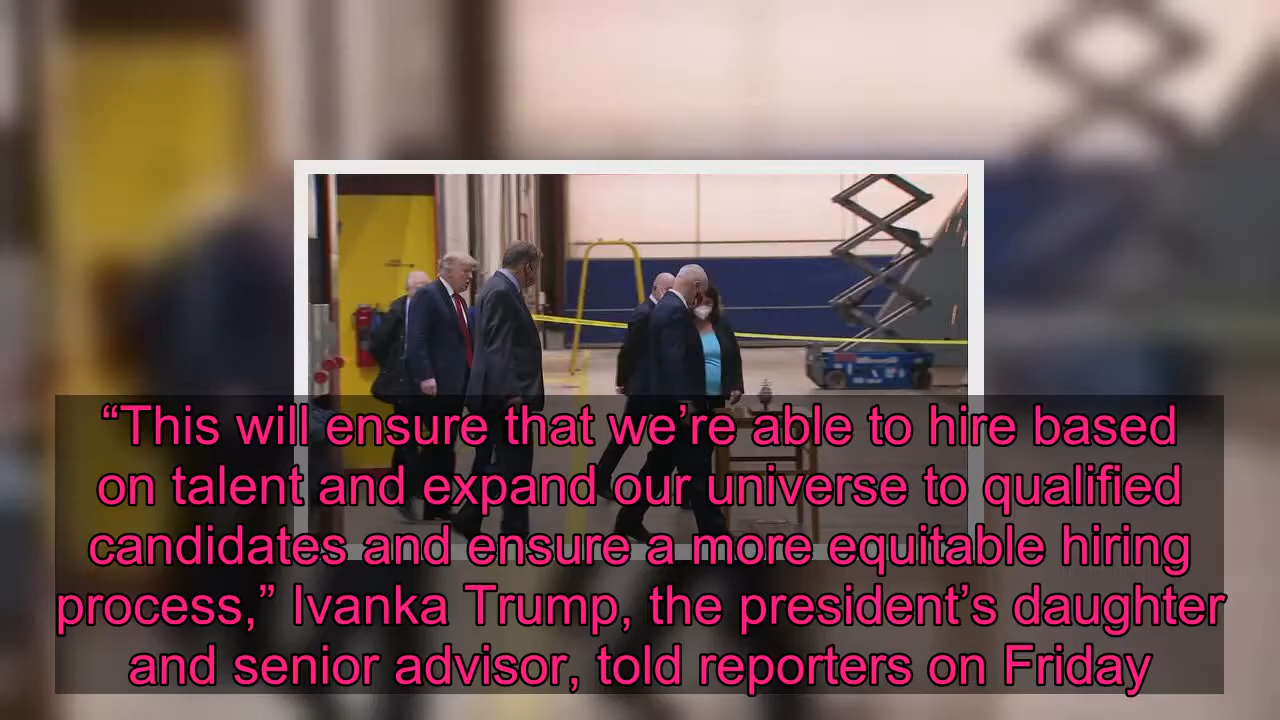 “This will ensure that we’re able to hire based
on talent and expand our universe to qualified
candidates and ensure a more equitable hiring
process,” Ivanka Trump, the president’s daughter
and senior advisor, told reporters on Friday